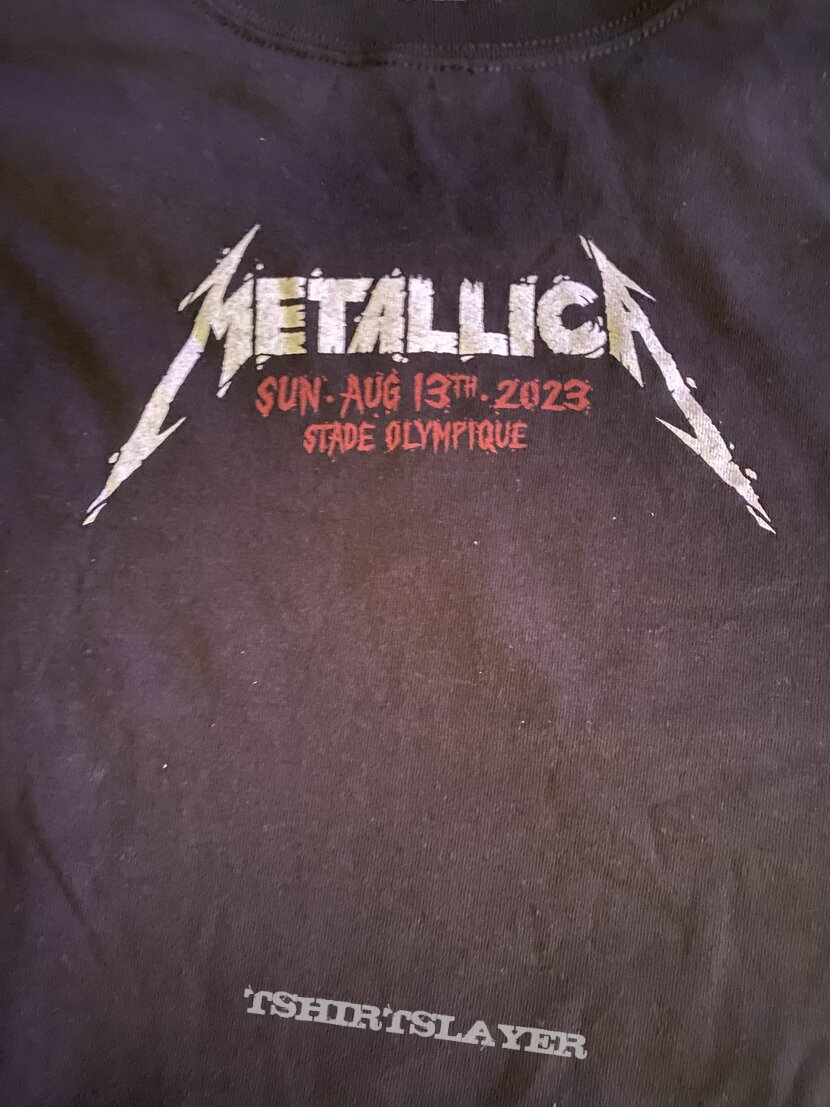 METALLICA
SUN · AUG 13TH · 2023
STADE OLYMPIQUE
TSHIRTSLAYER